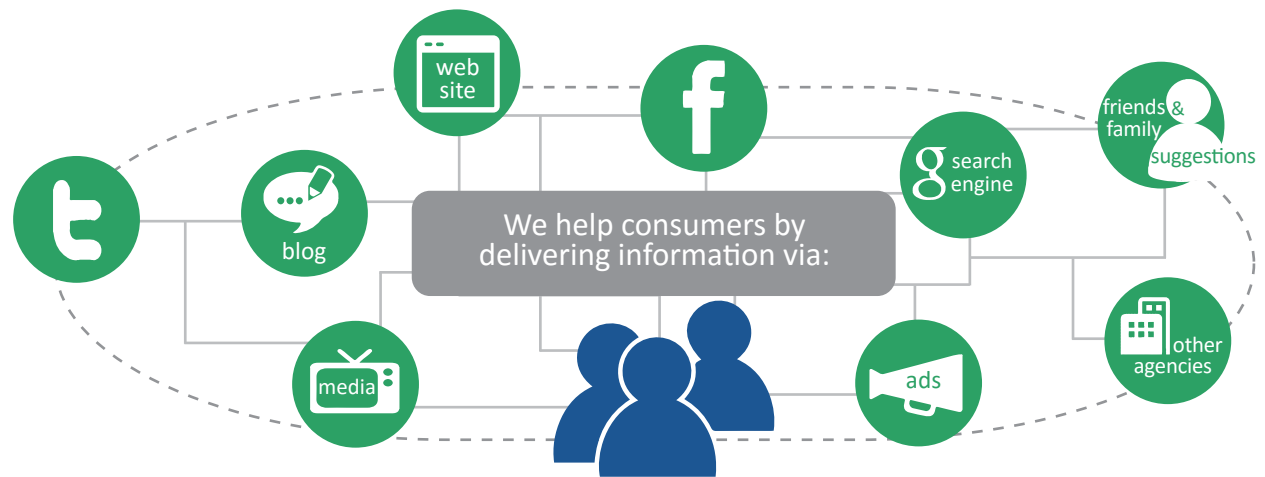 web
site
friends &
family
suggestions
search
engine
We help consumers by
delivering information via:
blog
other
agencies
media
ads
t
f
g